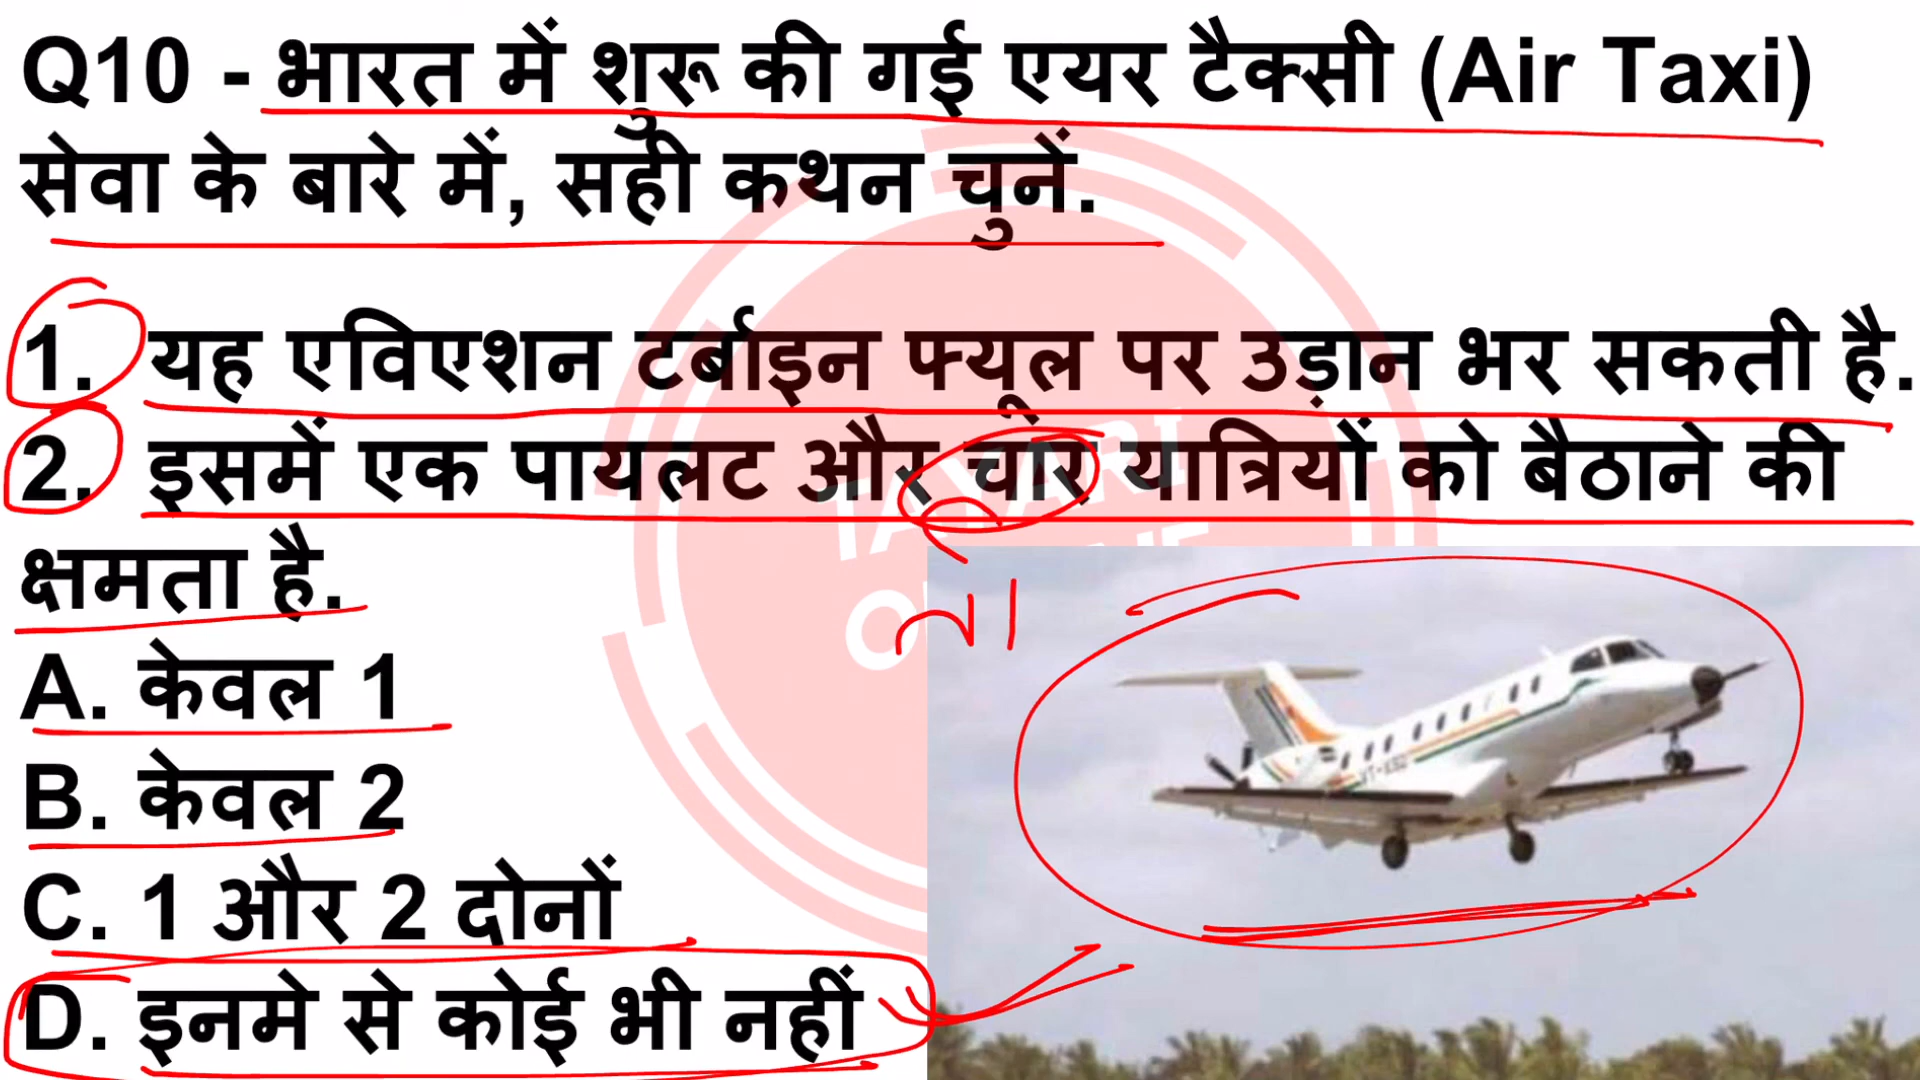 Q10 - भारत में शुरू की गई एयर टैक्सी (Air Taxi)
सेवा के बारे में, सही कथन चुनें.
1. यह एविएशन टर्बाइन फ्यूल पर उड़ान भर सकती है.
2. इसमें एक पायलट और चार यात्रियों को बैठाने की
क्षमता है.
A. केवल 1
B. केवल 2
C. 1 और 2 दोनों
D. इनमे से कोई भी नहीं